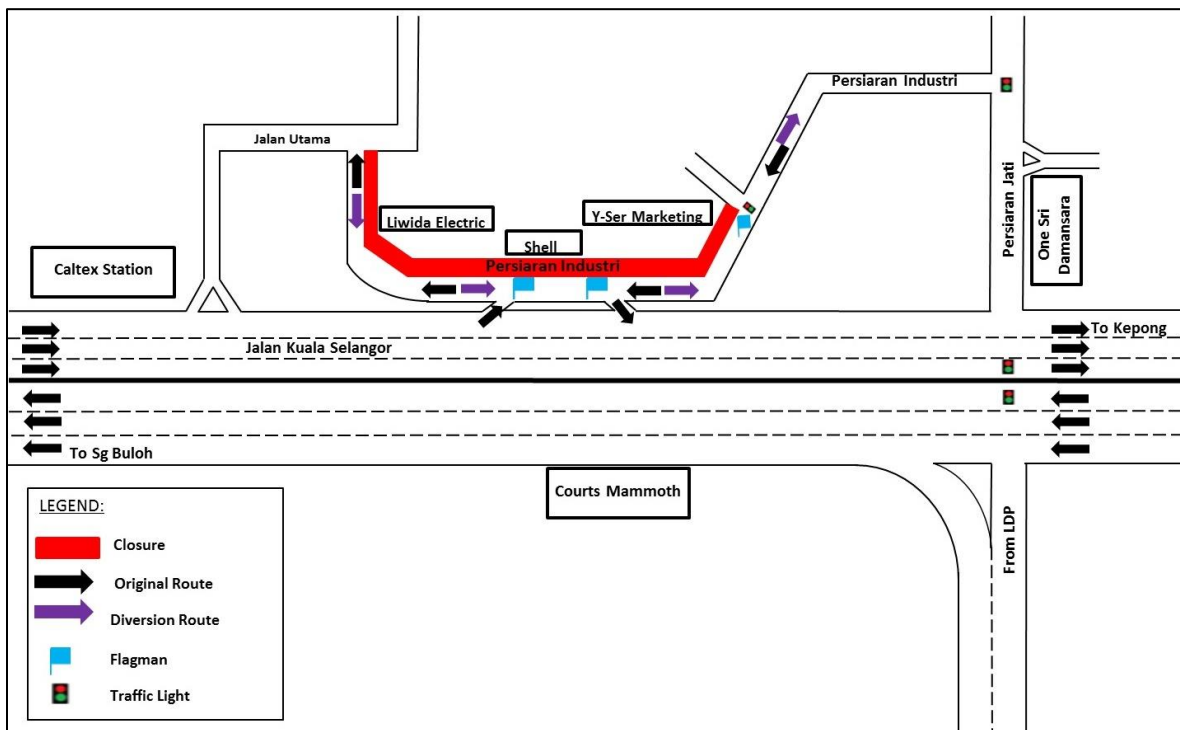 Persiaran Industri
Jalan Utama
Persiaran Jati
One Sri
Damansara
Liwida Electric
Y-Ser Marketing
Shell
Caltex Station
Persiaran Industri
To Kepong
Jalan Kuala Selangor
To Sg Buloh
Courts Mammoth
From LDP
LEGEND:
Closure
Original Route
Diversion Route
Flagman
Traffic Light